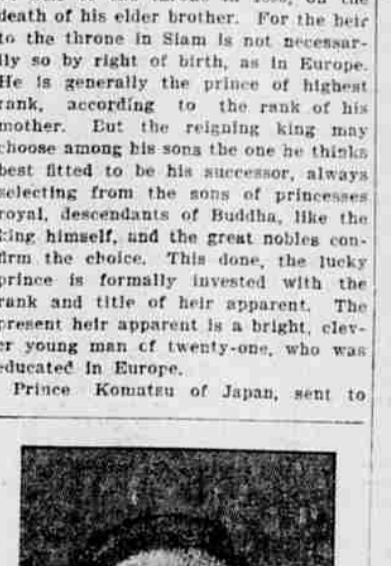 death of his elder brother. For the heir
to the throne in Siam is not necessar-
ily so by right of birth, as in Europe.
He is generally the prince of highest
rank, according to the rank of his
mother. But the reigning king may
choose among his sons the one he thinks
best fitted to be his successor, always
selecting from the sons of princesses
royal, descendants of Buddha, like the
king himself, and the great nobles con-
firm the choice. This done, the lucky
prince is formally invested with the
rank and title of heir apparent. The
present heir apparent is a bright, clev-
er young man of twenty-one, who was
educated in Europe.
Prince Komatsu of Japan, sent to